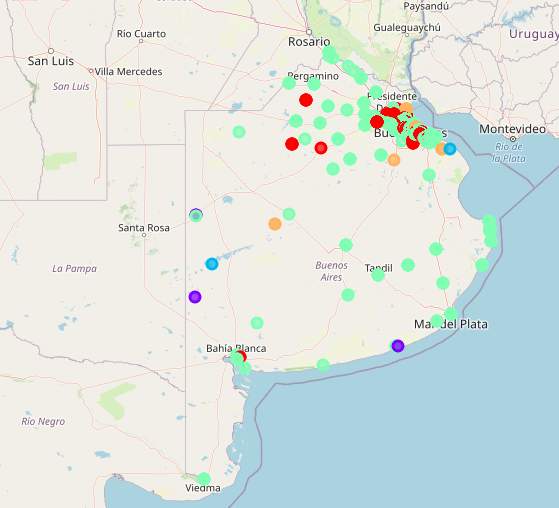 Paysandú
Río Cuarto
Gualeguaychú
Rosario
Uruguay
San Luis
Villa Mercedes
San Luis
Pergamino
Presidente
Montevideo
Río de
la Plata
Santa Rosa
La Pampa
Buenos
Aires
Tandil
Mar del Plata
Bahía Blanca
Río Negro
Viedma